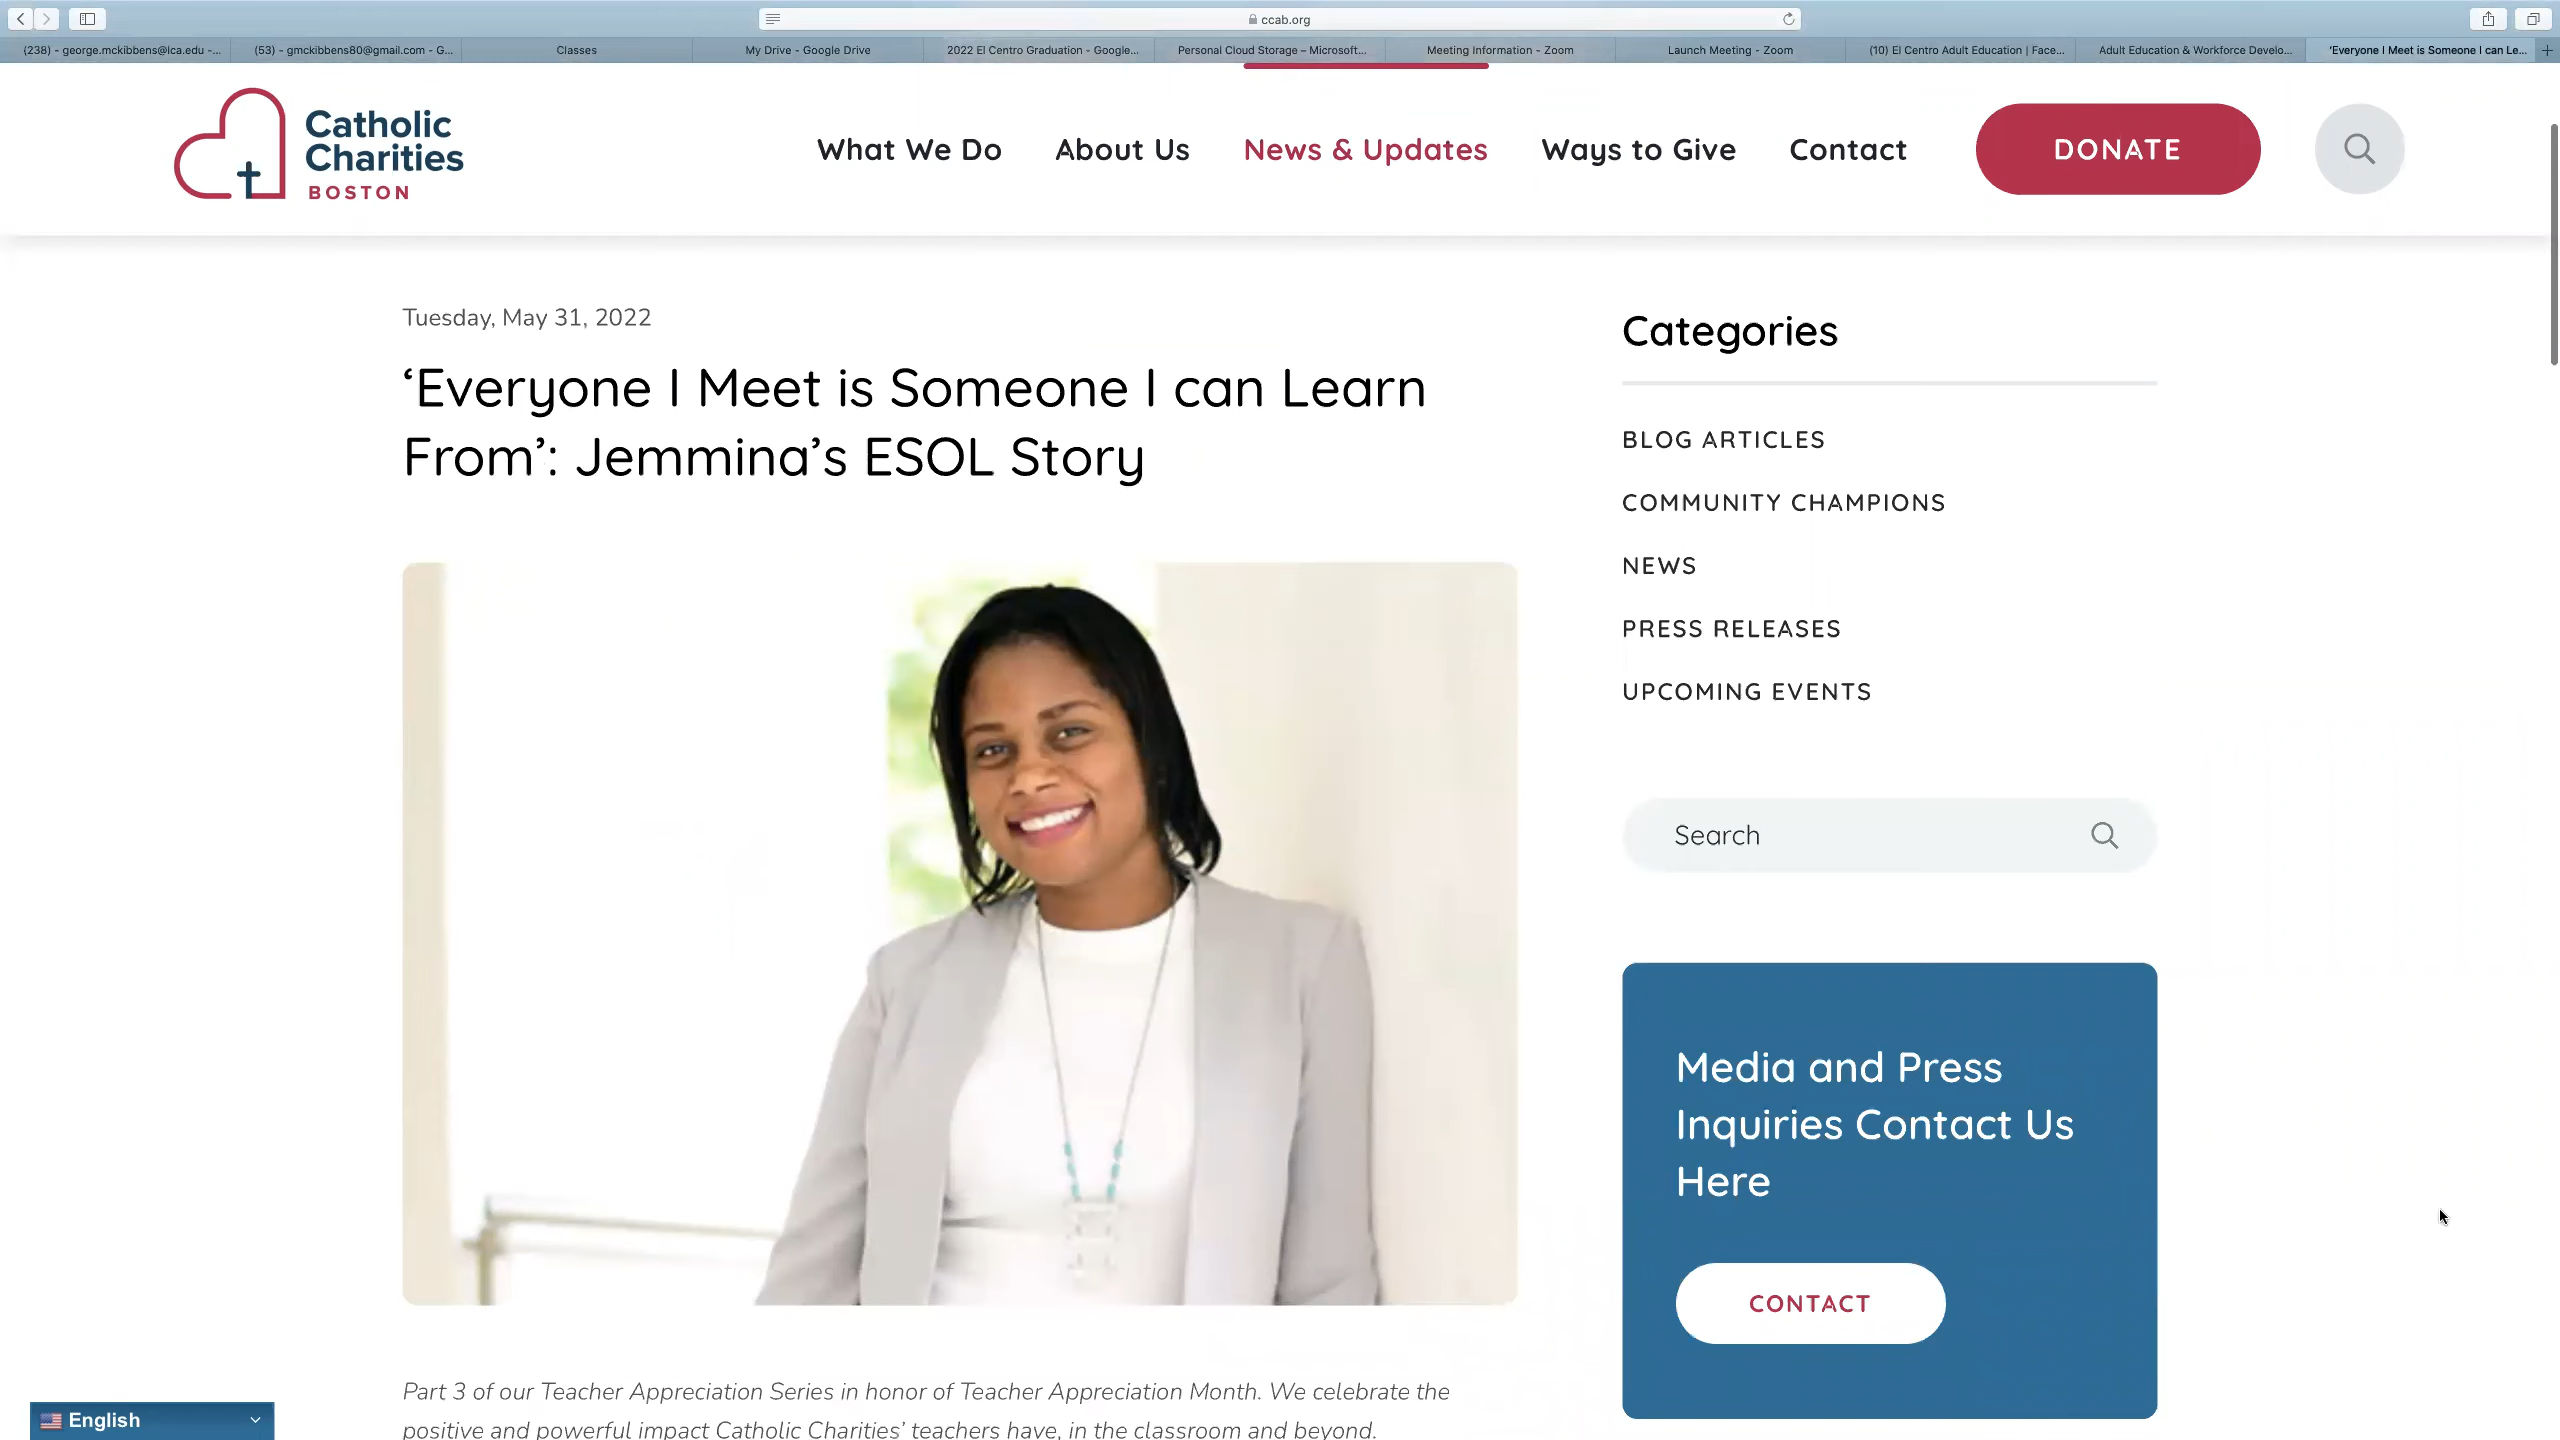 ccab.org
(238) - george.mckibbens@lca.edu -...
(53) - gmckibbens80@gmail.com - G...
Classes
My Drive - Google Drive
2022 El Centro Graduation - Google...
Personal Cloud Storage – Microsoft...
Meeting Information - Zoom
Launch Meeting - Zoom
(10) El Centro Adult Education | Face...
Adult Education & Workforce Develo...
‘Everyone I Meet is Someone I can Le...
Catholic
Charities
BOSTON
What We Do
About Us
News & Updates
Ways to Give
Contact
DONATE
Tuesday, May 31, 2022
‘Everyone I Meet is Someone I can Learn
From’: Jemmina’s ESOL Story
Part 3 of our Teacher Appreciation Series in honor of Teacher Appreciation Month. We celebrate the
positive and powerful impact Catholic Charities’ teachers have, in the classroom and beyond.
Categories
BLOG ARTICLES
COMMUNITY CHAMPIONS
NEWS
PRESS RELEASES
UPCOMING EVENTS
Search
Media and Press
Inquiries Contact Us
Here
CONTACT
English